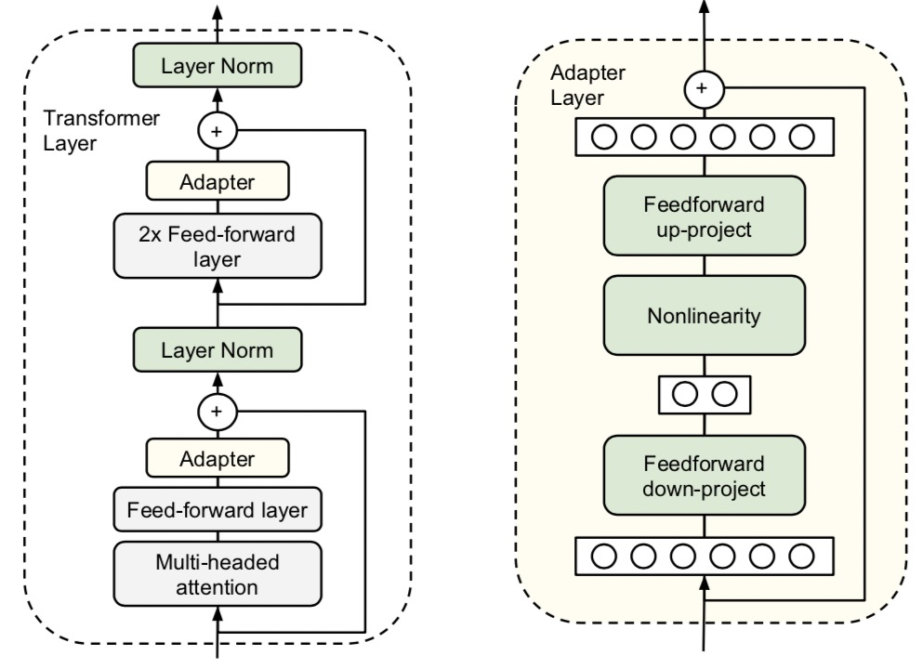 Layer Norm
Transformer
Layer
+
Adapter
2x Feed-forward
layer
Layer Norm
+
Adapter
Feed-forward layer
Multi-headed
attention
Adapter
Layer
+
Feedforward
up-project
Nonlinearity
Feedforward
down-project